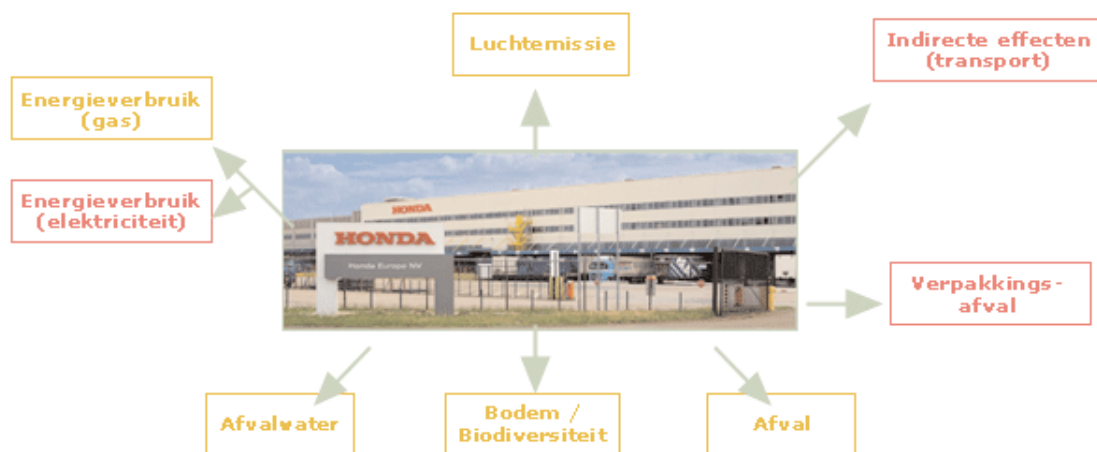 Luchtemissie
Indirecte effecten
(transport)
Energieverbruik
(gas)
Energieverbruik
(elektriciteit)
HONDA
HONDA
Honda Europe NV
Verpakkings-
afval
Afvalwater
Bodem /
Biodiversiteit
Afval